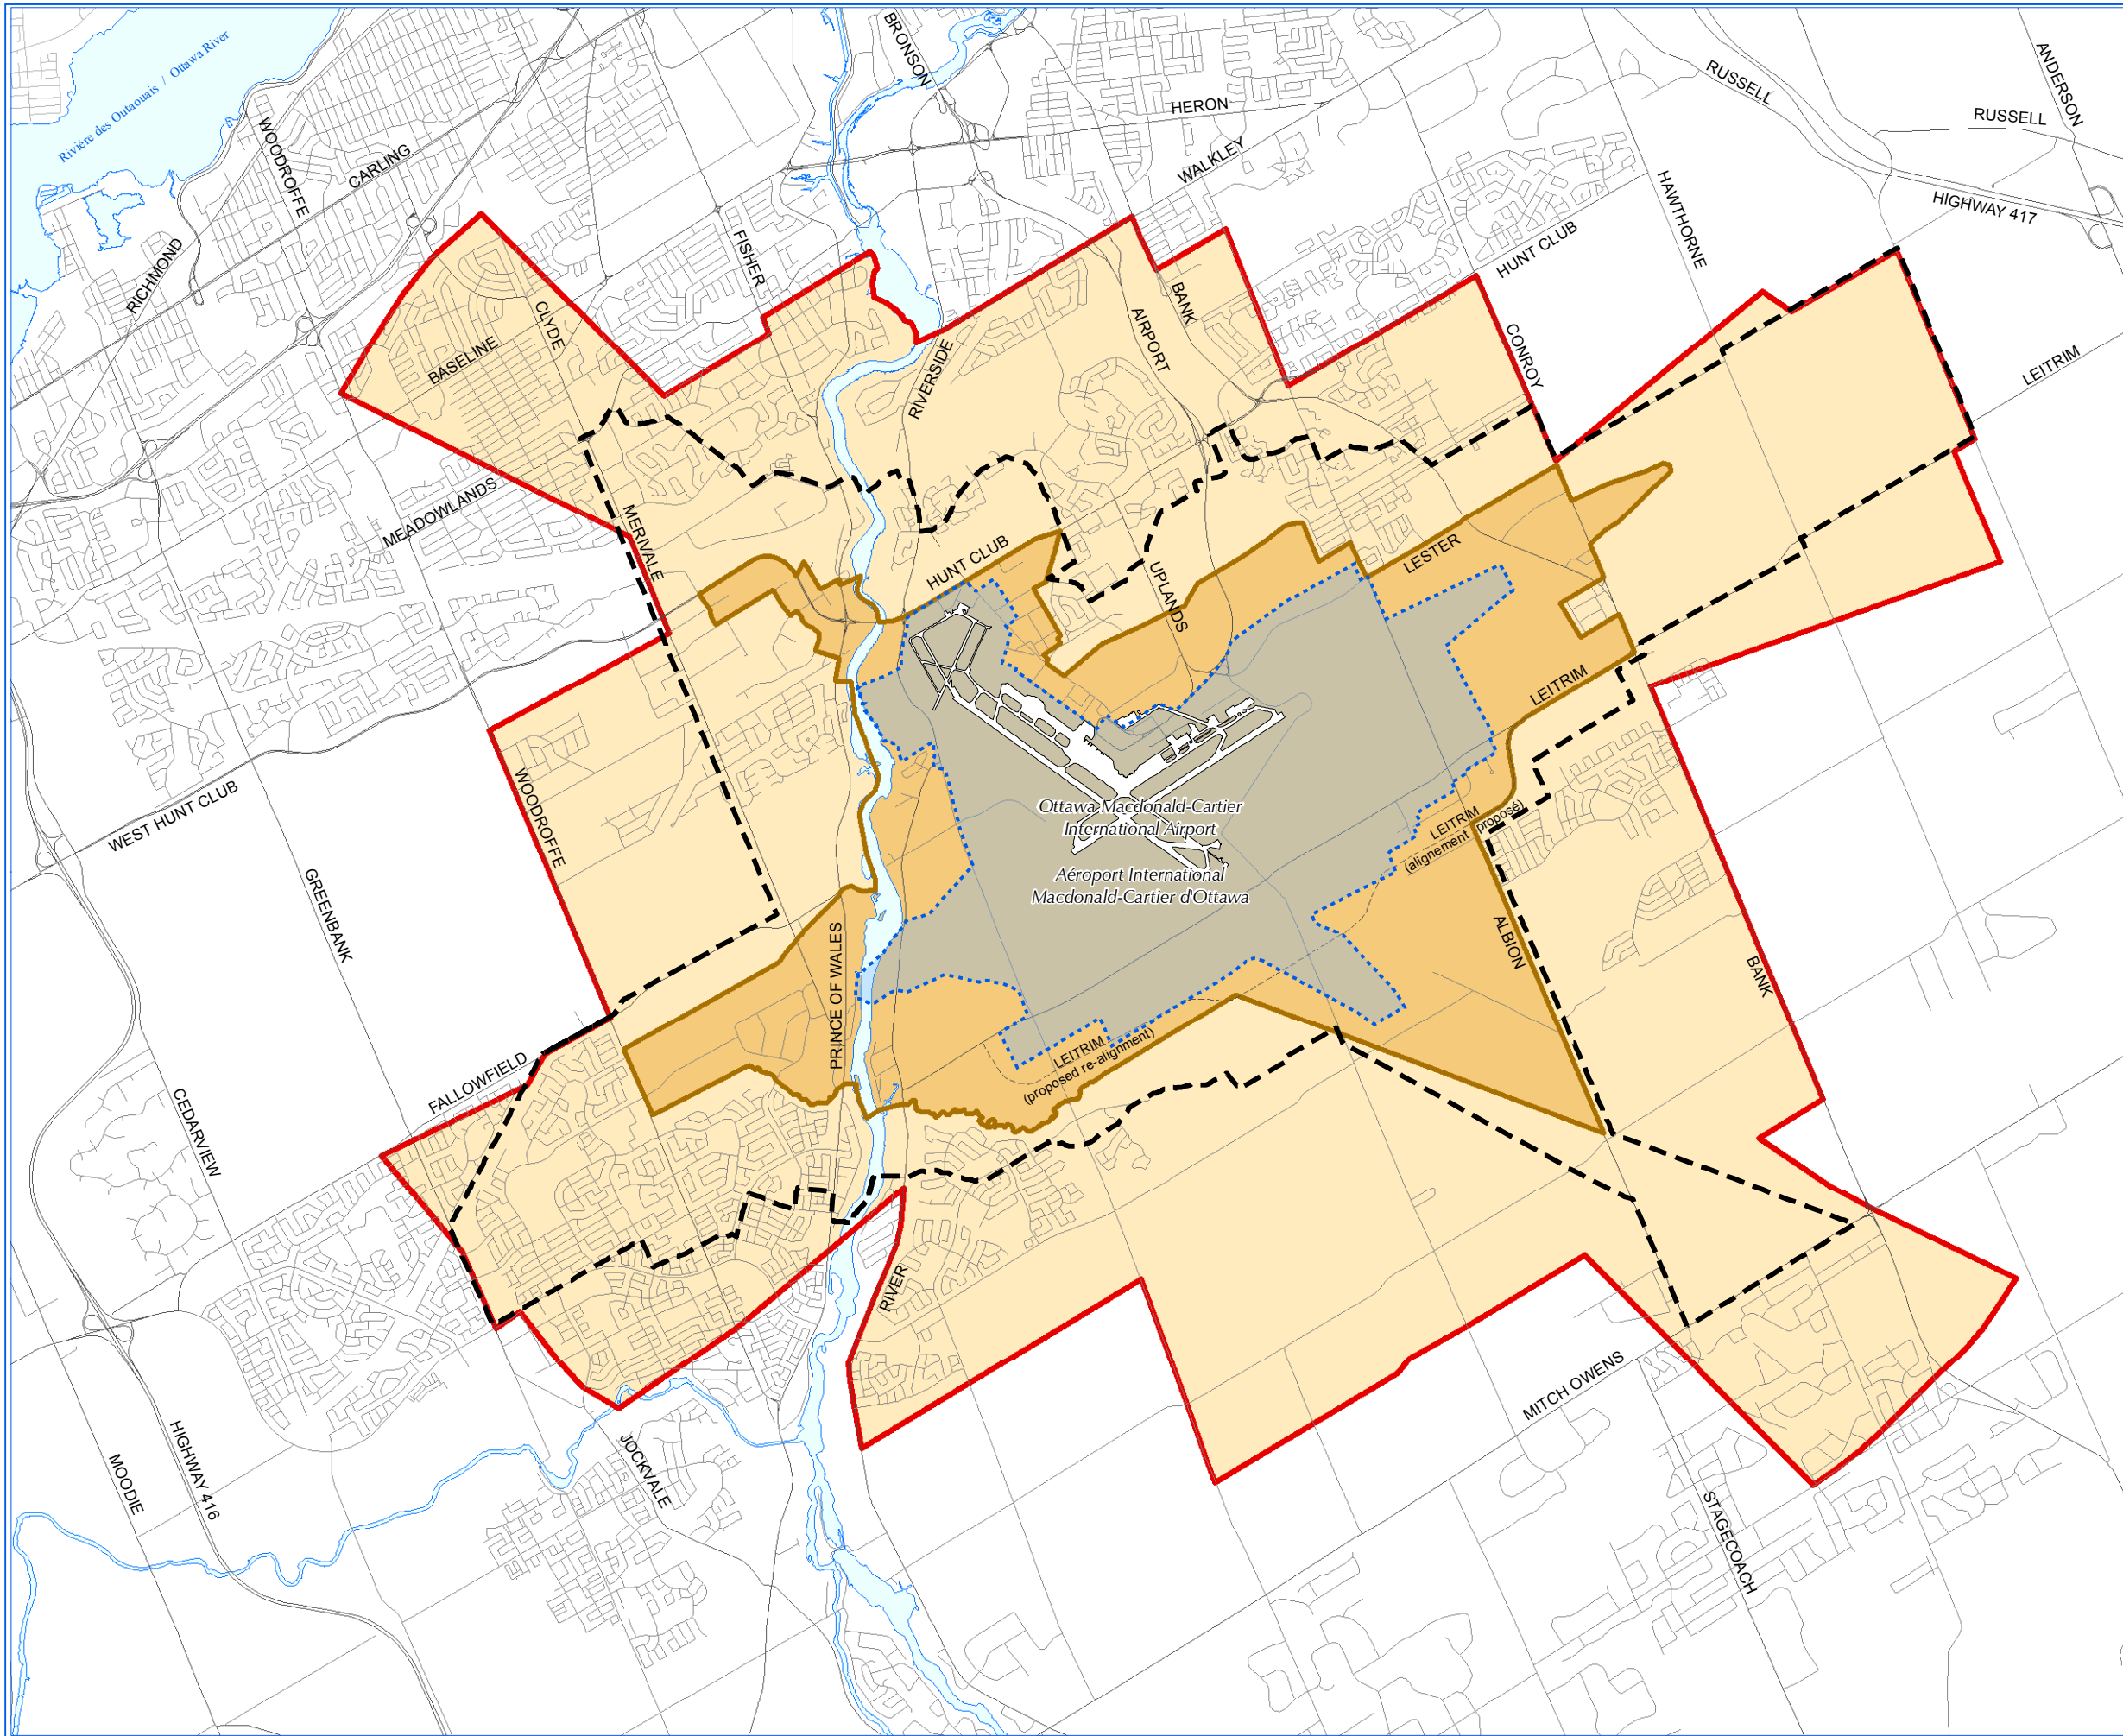 Rivière des Outaouais / Ottawa River
BRONSON
ANDERSON
RUSSELL
RUSSELL
HERON
WOODROFFE
CARLING
WALKLEY
HAWTHORNE
HIGHWAY 417
FISHER
HUNT CLUB
RICHMOND
CLYDE
BANK
AIRPORT
CONROY
BASELINE
RIVERSIDE
LEITRIM
MEADOWLANDS
MERIVALE
HUNT CLUB
LESTER
UPLANDS
LEITRIM
WOODROFFE
WEST HUNT CLUB
Ottawa Macdonald-Cartier
International Airport
Aéroport International
Macdonald-Cartier d'Ottawa
LEITRIM
(alignement proposé)
GREENBANK
ALBION
PRINCE OF WALES
BANK
LEITRIM
(proposed re-alignment)
FALLOWFIELD
CEDARVIEW
RIVER
MITCH OWENS
HIGHWAY 416
MOODIE
JOCKVALE
STAGECOACH